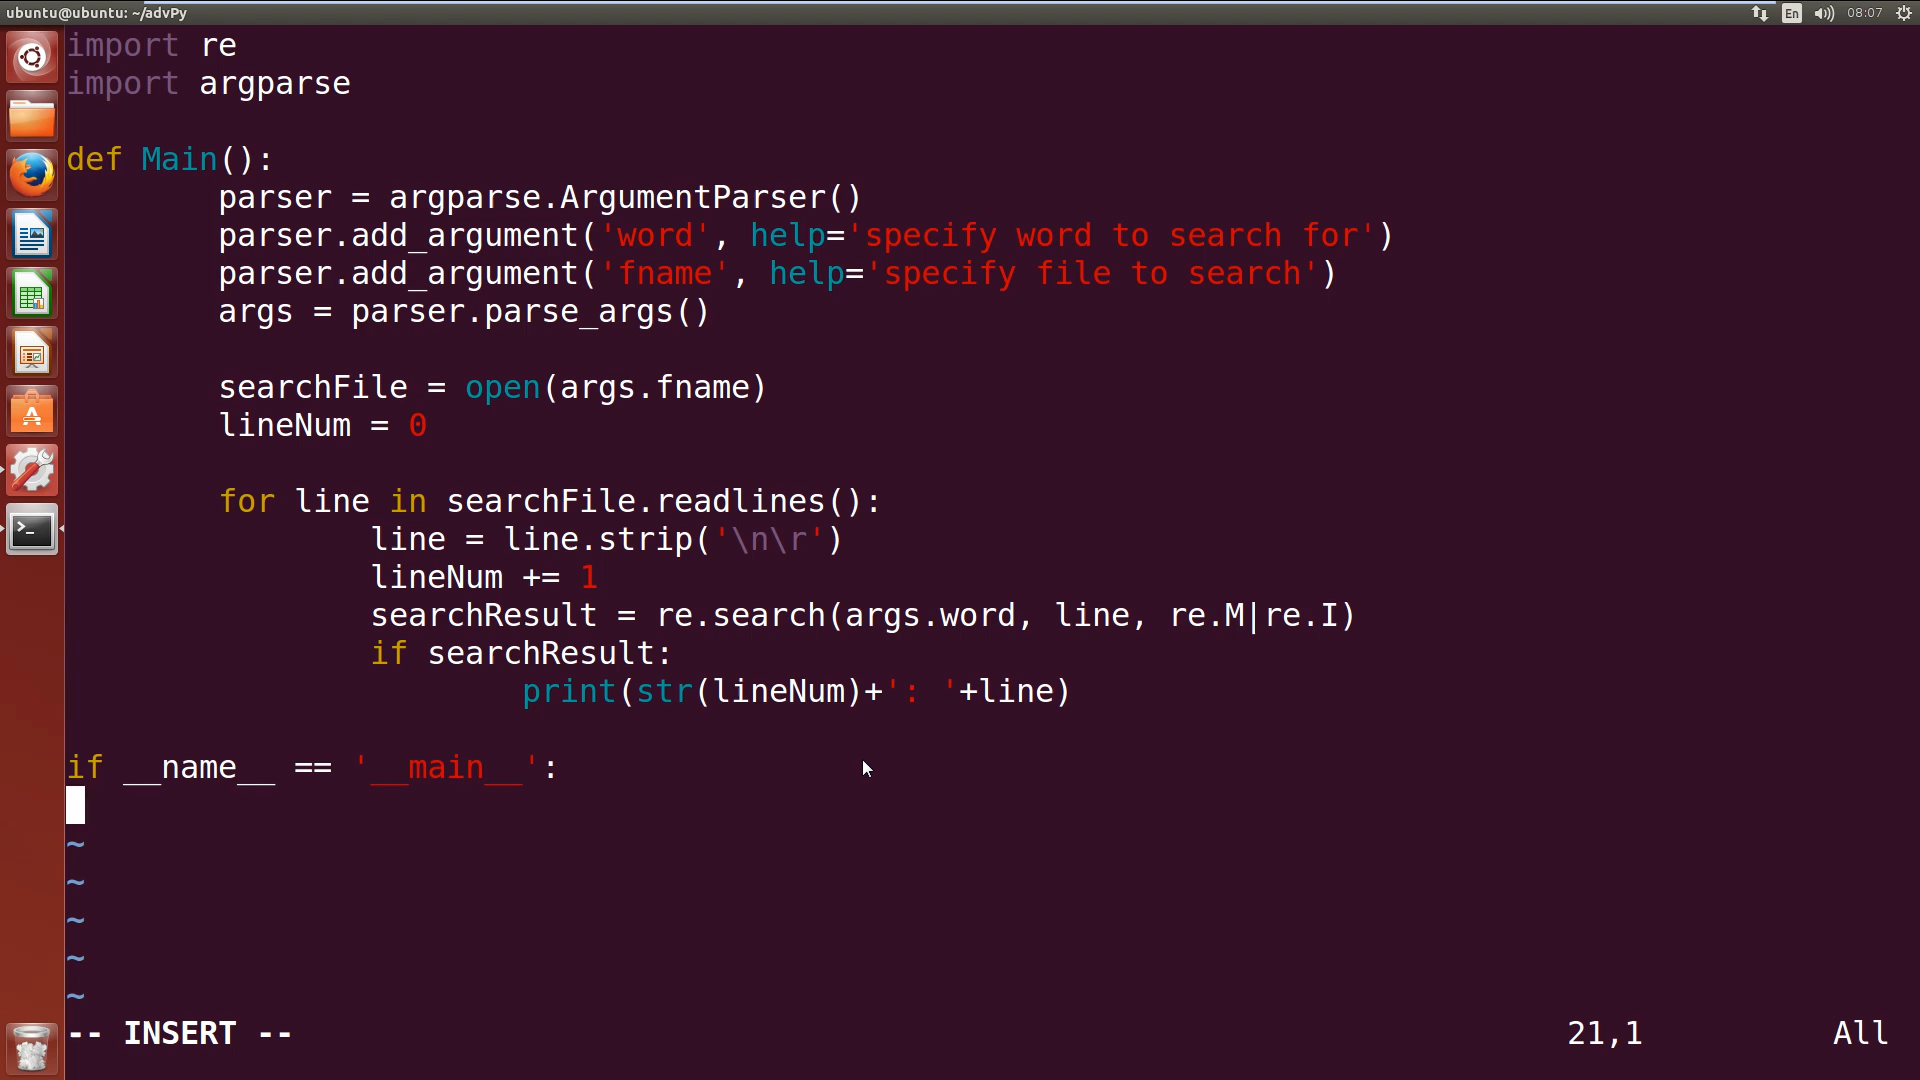 ubuntu@ubuntu: ~/advPy
En
08:07
import re
import argparse
def Main():
parser = argparse.ArgumentParser()
parser.add_argument('word', help='specify word to search for')
parser.add_argument('fname', help='specify file to search')
args = parser.parse_args()
searchFile = open(args.fname)
lineNum = 0
for line in searchFile.readlines():
line = line.strip('\n\r')
lineNum += 1
searchResult = re.search(args.word, line, re.M|re.I)
if searchResult:
print(str(lineNum)+': '+line)
if __name__ == '__main__':
~
~
~
~
~
-- INSERT --
21,1
All